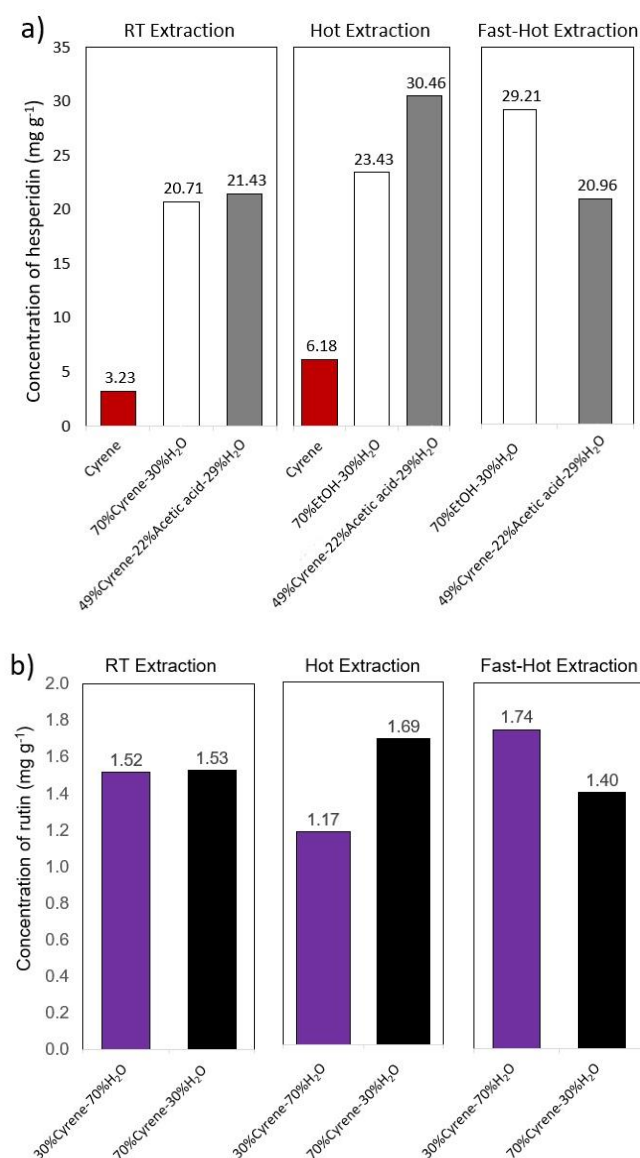 a)
RT Extraction
Hot Extraction
Fast-Hot Extraction
Concentration of hesperidin (mg g⁻¹)
35
30
25
20
15
10
5
0
3.23
20.71
21.43
6.18
23.43
30.46
29.21
20.96
Cyrene
70%Cyrene-30%H₂O
49%Cyrene-22%Acetic acid-29%H₂O
Cyrene
70%EtOH-30%H₂O
49%Cyrene-22%Acetic acid-29%H₂O
70%EtOH-30%H₂O
49%Cyrene-22%Acetic acid-29%H₂O
b)
RT Extraction
Hot Extraction
Fast-Hot Extraction
Concentration of rutin (mg g⁻¹)
2.0
1.8
1.6
1.4
1.2
1.0
0.8
0.6
0.4
0.2
0.0
1.52
1.53
1.17
1.69
1.74
1.40
30%Cyrene-70%H₂O
70%Cyrene-30%H₂O
30%Cyrene-70%H₂O
70%Cyrene-30%H₂O
30%Cyrene-70%H₂O
70%Cyrene-30%H₂O